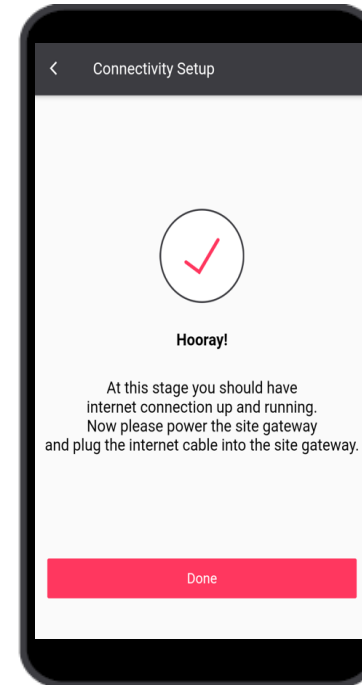 Connectivity Setup
Hooray!
At this stage you should have
internet connection up and running.
Now please power the site gateway
and plug the internet cable into the site gateway.
Done